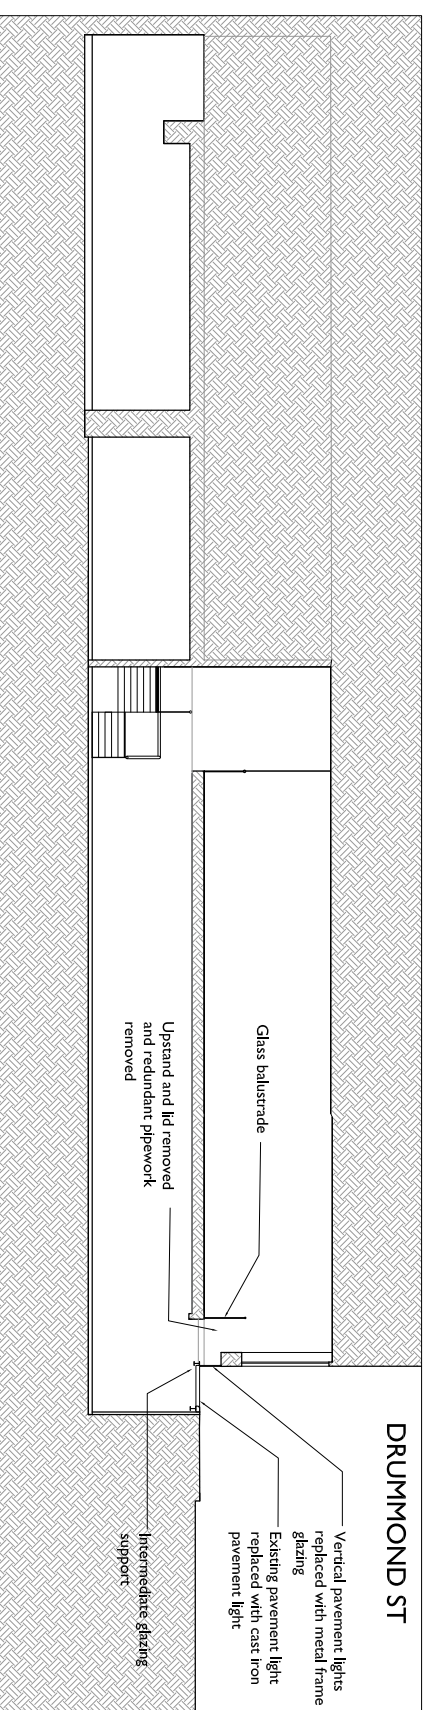 DRUMMOND ST
Vertical pavement lights
replaced with metal frame
glazing
Existing pavement light
replaced with cast iron
pavement light
Glass balustrade
Upstand and lid removed
and redundant pipework
removed
Intermediate glazing
support